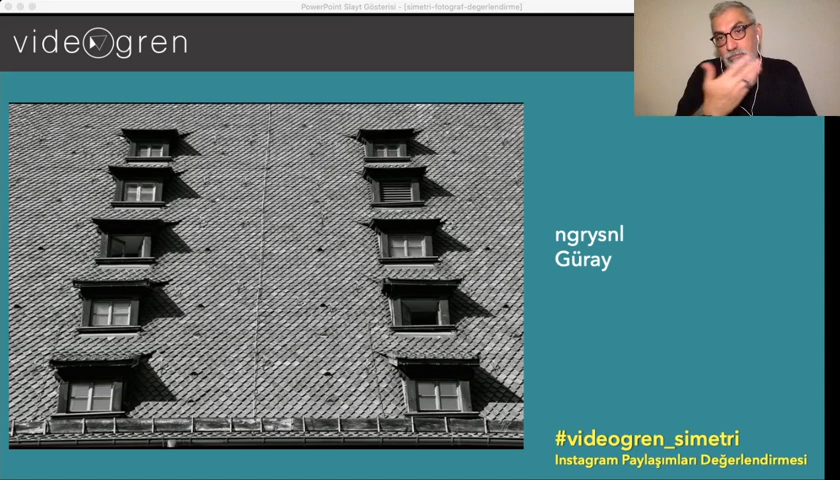 PowerPoint Slayt Gösterisi - [simetri-fotograf-degerlendirme]
videogren
ngrysnl
Güray
#videogren_simetri
Instagram Paylaşımları Değerlendirmesi